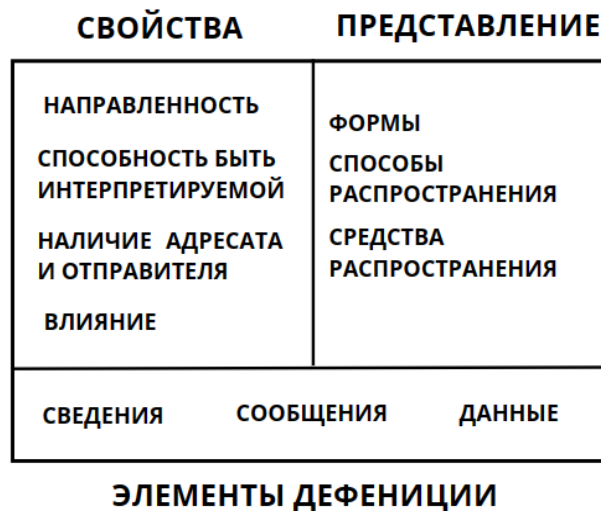 СВОЙСТВА
ПРЕДСТАВЛЕНИЕ
НАПРАВЛЕННОСТЬ
СПОСОБНОСТЬ БЫТЬ
ИНТЕРПРЕТИРУЕМОЙ
НАЛИЧИЕ АДРЕСАТА
И ОТПРАВИТЕЛЯ
ВЛИЯНИЕ
ФОРМЫ
СПОСОБЫ
РАСПРОСТРАНЕНИЯ
СРЕДСТВА
РАСПРОСТРАНЕНИЯ
СВЕДЕНИЯ
СООБЩЕНИЯ
ДАННЫЕ
ЭЛЕМЕНТЫ ДЕФЕНИЦИИ